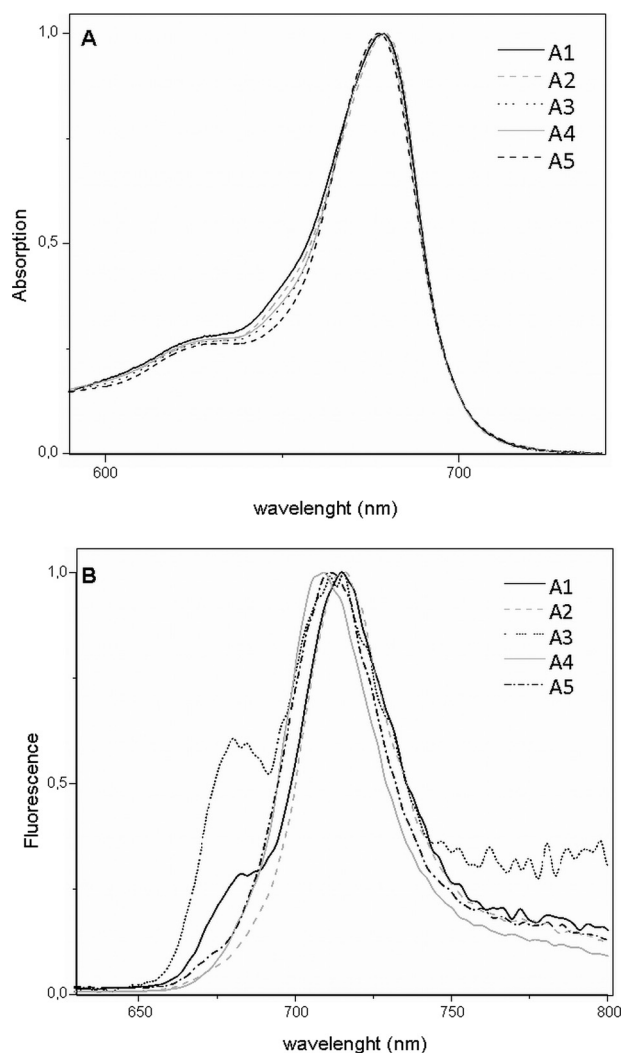 A
1,0
0,5
0,0
Absorption
A1
A2
A3
A4
A5
600
700
wavelenght (nm)
B
1,0
0,5
0,0
Fluorescence
A1
A2
A3
A4
A5
650
700
750
800
wavelenght (nm)